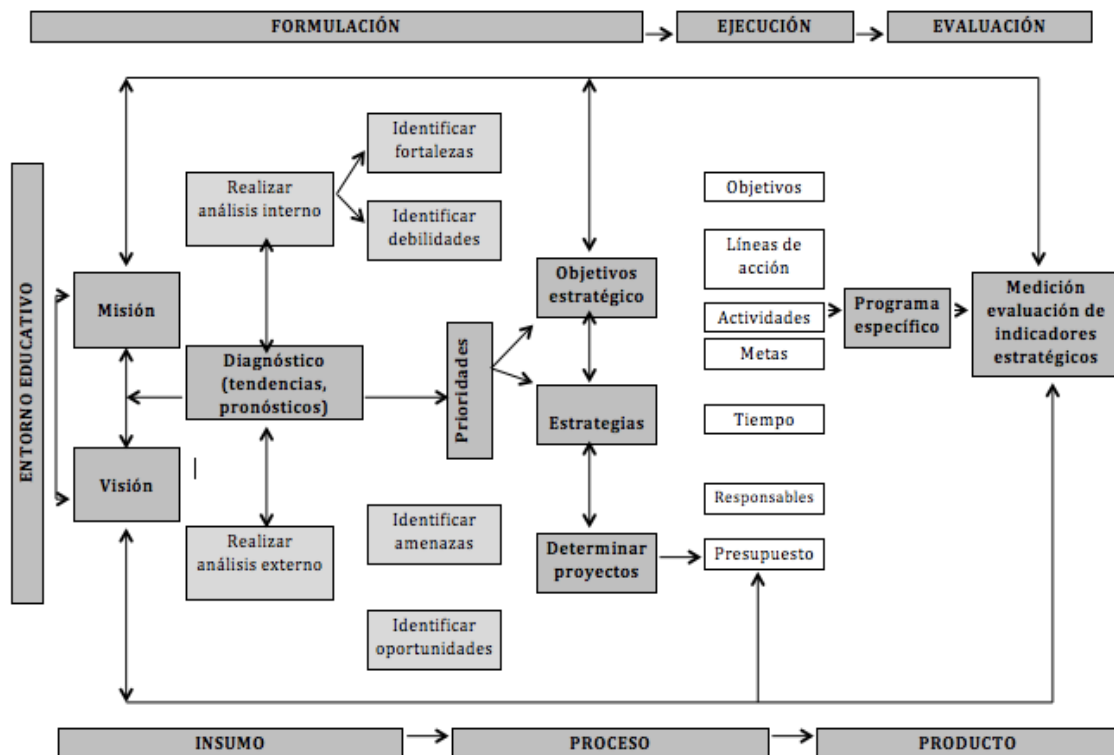 FORMULACIÓN
EJECUCIÓN
EVALUACIÓN
ENTORNO EDUCATIVO
Misión
Visión
Realizar
análisis interno
Diagnóstico
(tendencias,
pronósticos)
Realizar
análisis externo
Identificar
fortalezas
Identificar
debilidades
Identificar
amenazas
Identificar
oportunidades
Prioridades
Objetivos
estratégico
Estrategias
Determinar
proyectos
Objetivos
Líneas de
acción
Actividades
Metas
Tiempo
Responsables
Presupuesto
Programa
específico
Medición
evaluación de
indicadores
estratégicos
INSUMO
PROCESO
PRODUCTO